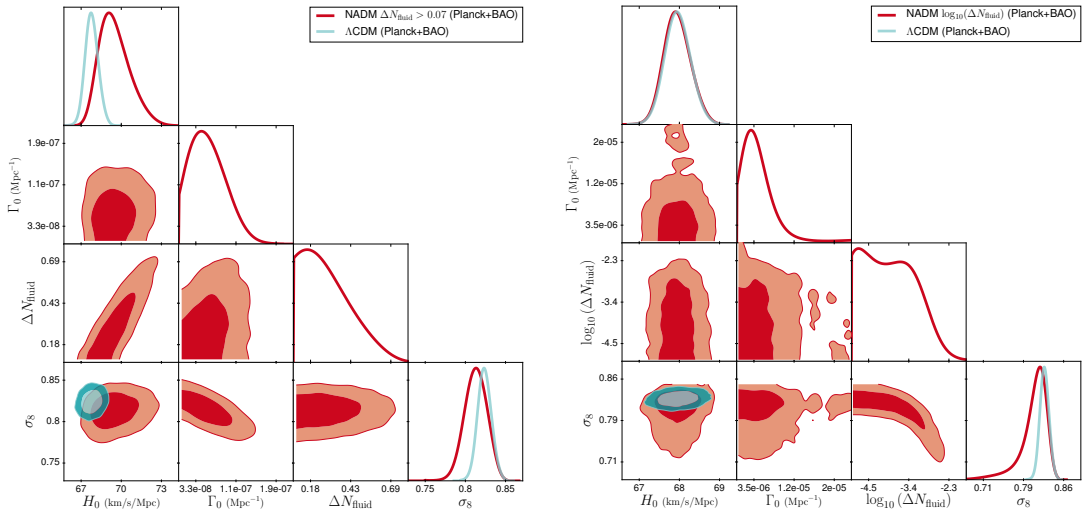 NADM ΔN_fluid > 0.07 (Planck+BAO)
ΛCDM (Planck+BAO)
1.9e-07
1.1e-07
3.3e-08
Γ₀ (Mpc⁻¹)
0.69
0.43
0.18
ΔN_fluid
0.85
0.8
0.75
σ₈
67 70 73
3.3e-08 1.1e-07 1.9e-07
0.18 0.43 0.69
0.75 0.8 0.85
H₀ (km/s/Mpc) Γ₀ (Mpc⁻¹) ΔN_fluid σ₈
NADM log₁₀(ΔN_fluid) (Planck+BAO)
ΛCDM (Planck+BAO)
2e-05
1.2e-05
3.5e-06
Γ₀ (Mpc⁻¹)
-2.3
-3.4
-4.5
log₁₀(ΔN_fluid)
0.86
0.79
0.71
σ₈
67 68 69
3.5e-06 1.2e-05 2e-05
-4.5 -3.4 -2.3
0.71 0.79 0.86
H₀ (km/s/Mpc) Γ₀ (Mpc⁻¹) log₁₀(ΔN_fluid) σ₈